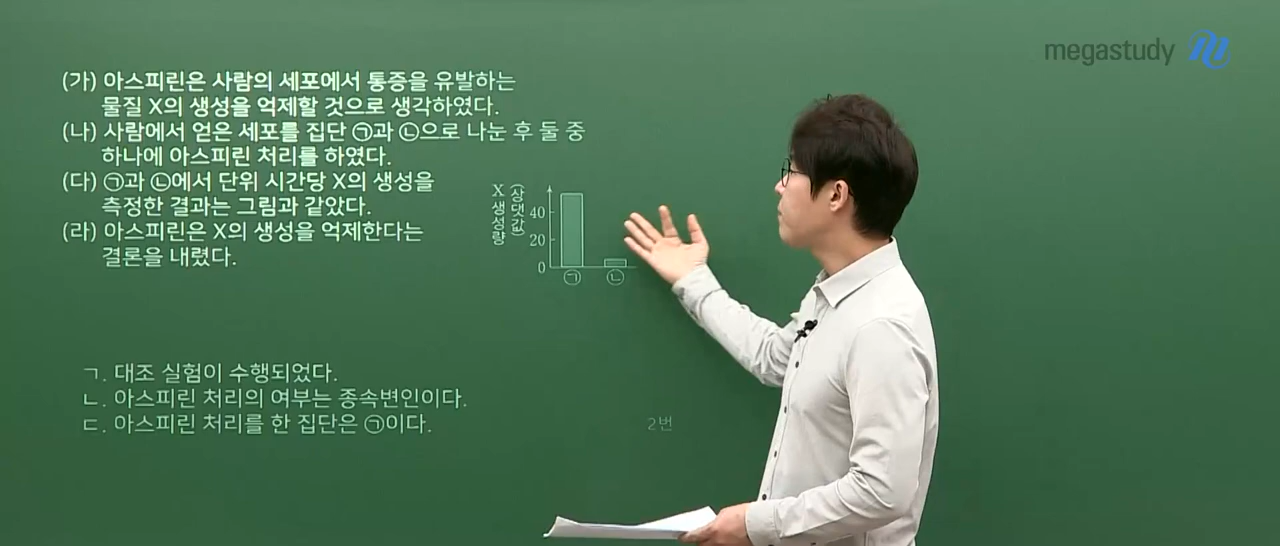 megastudy
(가) 아스피린은 사람의 세포에서 통증을 유발하는
물질 X의 생성을 억제할 것으로 생각하였다.
(나) 사람에서 얻은 세포를 집단 ㉠과 ㉡으로 나눈 후 둘 중
하나에 아스피린 처리를 하였다.
(다) ㉠과 ㉡에서 단위 시간당 X의 생성을
측정한 결과는 그림과 같았다.
(라) 아스피린은 X의 생성을 억제한다는
결론을 내렸다.
X 생성량
(상댓값)
40
20
0
㉠ ㉡
ㄱ. 대조 실험이 수행되었다.
ㄴ. 아스피린 처리의 여부는 종속변인이다.
ㄷ. 아스피린 처리를 한 집단은 ㉠이다.
2번